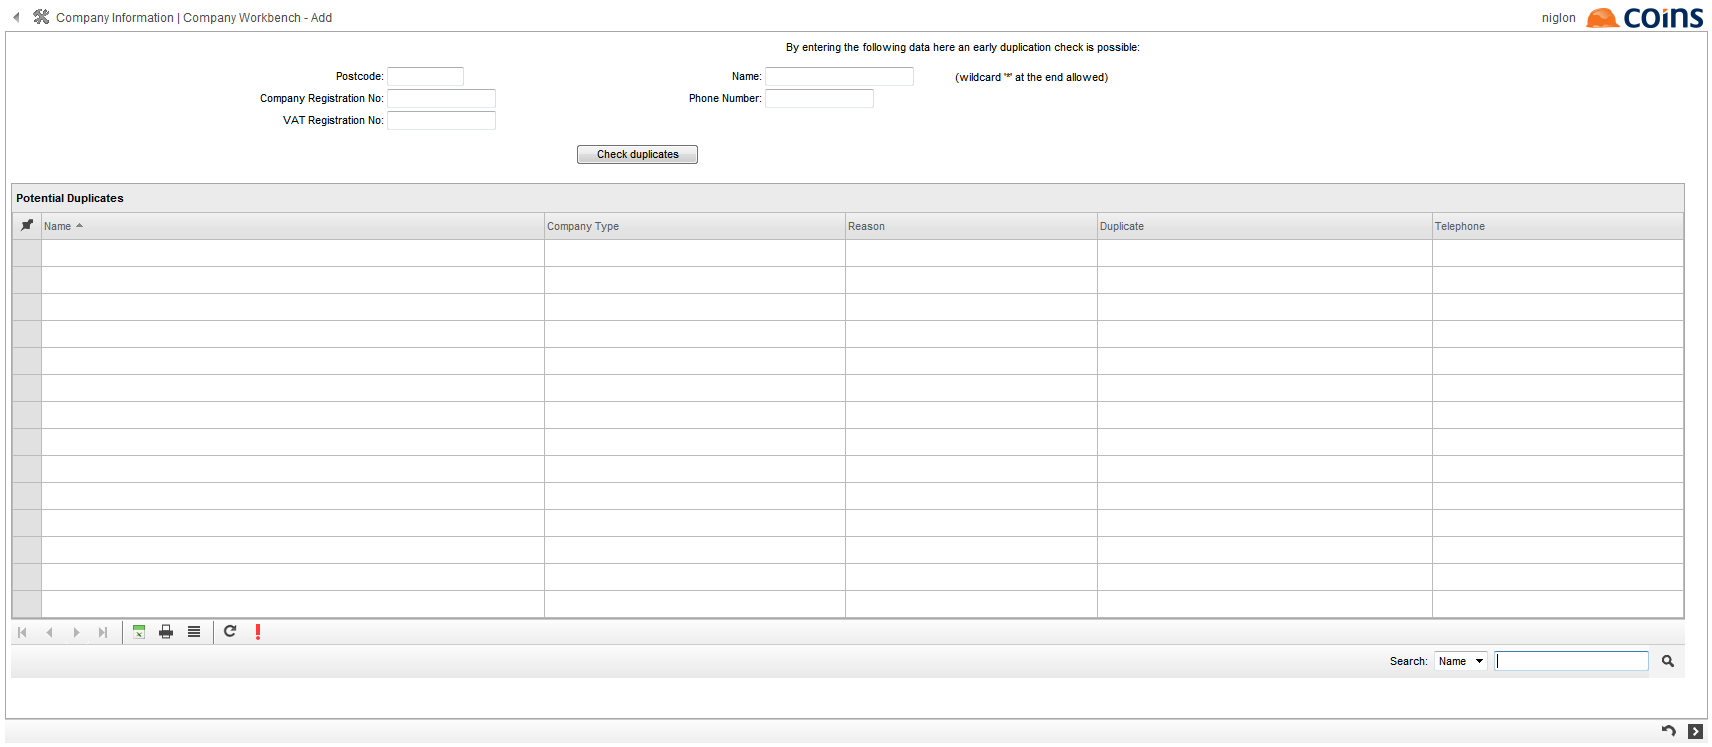 Company Information | Company Workbench - Add
niglon
coins
By entering the following data here an early duplication check is possible:
Postcode:
Name:
(wildcard '*' at the end allowed)
Company Registration No:
Phone Number:
VAT Registration No:
Check duplicates
Potential Duplicates
Name
Company Type
Reason
Duplicate
Telephone
Search:
Name